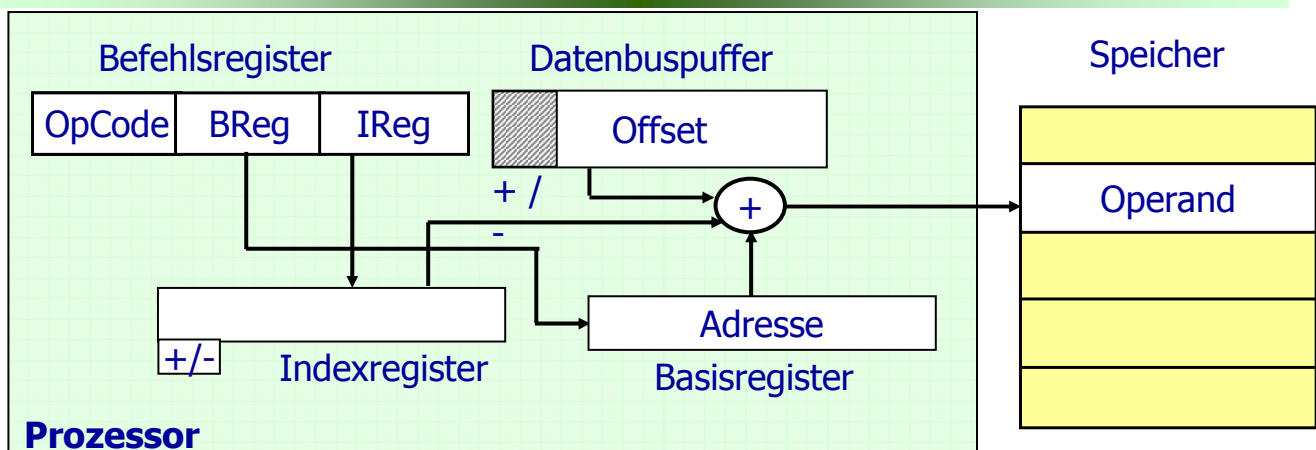 Befehlsregister
Datenbuspuffer
Speicher
OpCode BReg IReg
Offset
Operand
+ /
-
+
Adresse
+/-
Indexregister
Basisregister
Prozessor